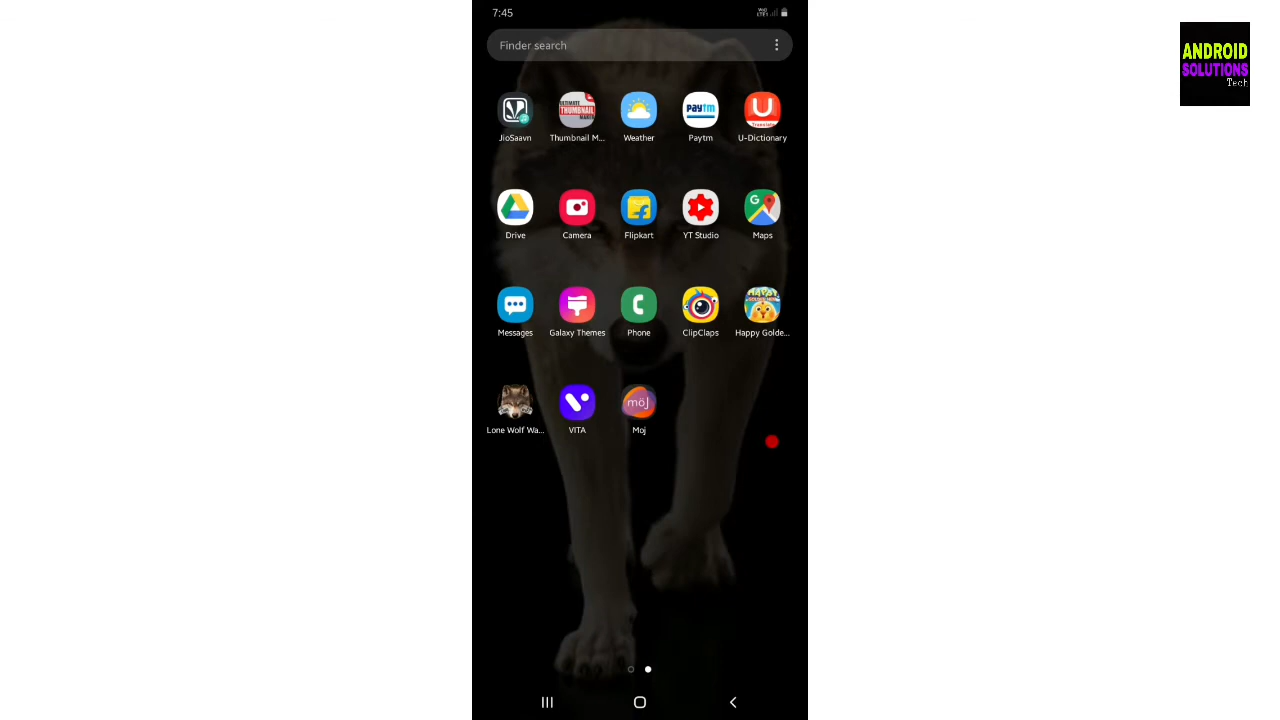 7:45
Finder search
ANDROID
SOLUTIONS
Tech
JioSaavn
Thumbnail M...
Weather
Paytm
U-Dictionary
Drive
Camera
Flipkart
YT Studio
Maps
Messages
Galaxy Themes
Phone
ClipClaps
Happy Golde...
Lone Wolf Wa...
VITA
Moj